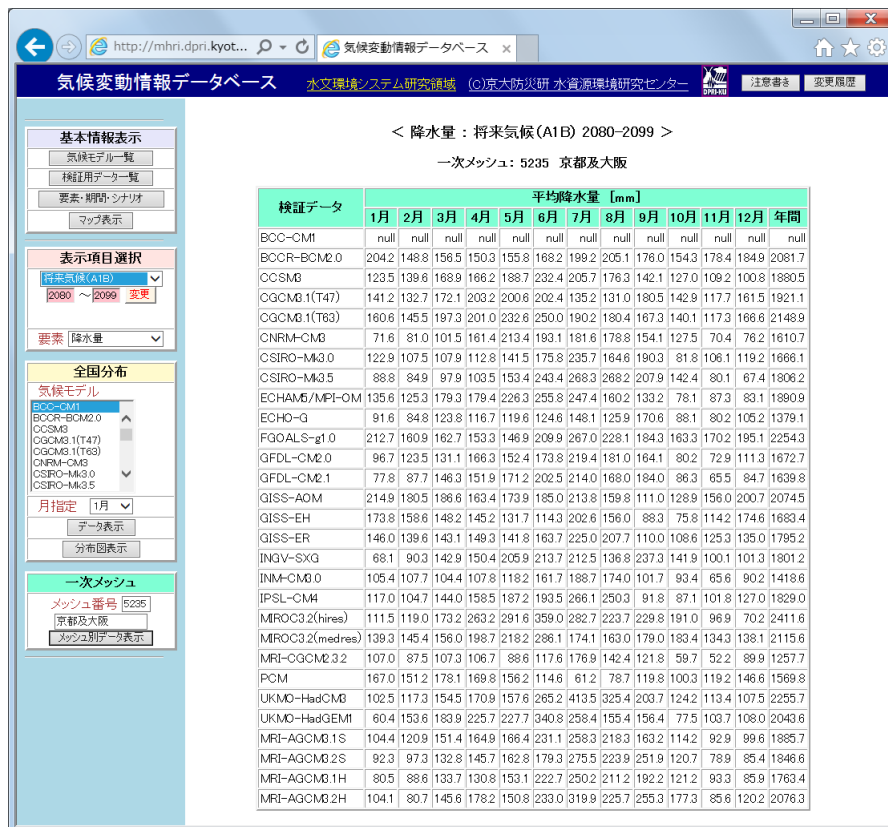 http://mhri.dpri.kyot... 気候変動情報データベース ×
気候変動情報データベース 水文環境システム研究領域 (C)京大防災研 水資源環境研究センター DPRI-KU 注意書き 変更履歴
基本情報表示
気候モデル一覧
検証用データ一覧
要素・期間・シナリオ
マップ表示
表示項目選択
将来気候(A1B)
2080 ～ 2099 変更
要素 降水量
全国分布
気候モデル
BCC-CM1
BCCR-BCM2.0
CCSM3
CGCM3.1(T47)
CGCM3.1(T63)
CNRM-CM3
CSIRO-Mk3.0
CSIRO-Mk3.5
月指定 1月
データ表示
分布図表示
一次メッシュ
メッシュ番号 5235
京都及大阪
メッシュ別データ表示
＜ 降水量 : 将来気候(A1B) 2080-2099 ＞
一次メッシュ: 5235 京都及大阪
検証データ 平均降水量 [mm]
1月 2月 3月 4月 5月 6月 7月 8月 9月 10月 11月 12月 年間
BCC-CM1 null null null null null null null null null null null null null
BCCR-BCM2.0 204.2 148.8 156.5 150.3 155.8 168.2 199.2 205.1 176.0 154.3 178.4 184.9 2081.7
CCSM3 123.5 139.6 168.9 166.2 188.7 232.4 205.7 176.3 142.1 127.0 109.2 100.8 1880.5
CGCM3.1(T47) 141.2 132.7 172.1 203.2 200.6 202.4 135.2 131.0 180.5 142.9 117.7 161.5 1921.1
CGCM3.1(T63) 160.6 145.5 197.3 201.0 232.6 250.0 190.2 180.4 167.3 140.1 117.3 166.6 2148.9
CNRM-CM3 71.6 81.0 101.5 161.4 213.4 193.1 181.6 178.8 154.1 127.5 70.4 76.2 1610.7
CSIRO-Mk3.0 122.9 107.5 107.9 112.8 141.5 175.8 235.7 164.6 190.3 81.8 106.1 119.2 1666.1
CSIRO-Mk3.5 88.8 84.9 97.9 103.5 153.4 243.4 268.3 268.2 207.9 142.4 80.1 67.4 1806.2
ECHAM5/MPI-OM 135.6 125.3 179.3 179.4 226.3 255.8 247.4 160.2 133.2 78.1 87.3 83.1 1890.9
ECHO-G 91.6 84.8 123.8 116.7 119.6 124.6 148.1 125.9 170.6 88.1 80.2 105.2 1379.1
FGOALS-g1.0 212.7 160.9 162.7 153.3 146.9 209.9 267.0 228.1 184.3 163.3 170.2 195.1 2254.3
GFDL-CM2.0 96.7 123.5 131.1 166.3 152.4 173.8 219.4 181.0 164.1 80.2 72.9 111.3 1672.7
GFDL-CM2.1 77.8 87.7 146.3 151.9 171.2 202.5 214.0 168.0 184.0 86.3 65.5 84.7 1639.8
GISS-AOM 214.9 180.5 186.6 163.4 173.9 185.0 213.8 159.8 111.0 128.9 156.0 200.7 2074.5
GISS-EH 173.8 158.6 148.2 145.2 131.7 114.3 202.6 156.0 88.3 75.8 114.2 174.6 1683.4
GISS-ER 146.0 139.6 143.1 149.3 141.8 163.7 225.0 207.7 110.0 108.6 125.3 135.0 1795.2
INGV-SXG 68.1 90.3 142.9 150.4 205.9 213.7 212.5 136.8 237.3 141.9 100.1 101.3 1801.2
INM-CM3.0 105.4 107.7 104.4 107.8 118.2 161.7 188.7 174.0 101.7 93.4 65.6 90.2 1418.6
IPSL-CM4 117.0 104.7 144.0 158.5 187.2 193.5 266.1 250.3 91.8 87.1 101.8 127.0 1829.0
MIROC3.2(hires) 111.5 119.0 173.2 263.2 291.6 359.0 282.7 223.7 229.8 191.0 96.9 70.2 2411.6
MIROC3.2(medres) 139.3 145.4 156.0 198.7 218.2 286.1 174.1 163.0 179.0 183.4 134.3 138.1 2115.6
MRI-CGCM2.3.2 107.0 87.5 107.3 106.7 88.6 117.6 176.9 142.4 121.8 59.7 52.2 89.9 1257.7
PCM 167.0 151.2 178.1 169.8 156.2 114.6 61.2 78.7 119.8 100.3 119.2 146.6 1569.8
UKMO-HadCM3 102.5 117.3 154.5 170.9 157.6 265.2 413.5 325.4 203.7 124.2 113.4 107.5 2255.7
UKMO-HadGEM1 60.4 153.6 183.9 225.7 227.7 340.8 258.4 155.4 156.4 77.5 103.7 108.0 2043.6
MRI-AGCM3.1S 104.4 120.9 151.4 164.9 166.4 231.1 258.3 218.3 163.2 114.2 92.9 99.6 1885.7
MRI-AGCM3.2S 92.3 97.3 132.8 145.7 162.8 179.3 275.5 223.9 251.9 120.7 78.9 85.4 1846.6
MRI-AGCM3.1H 80.5 88.6 133.7 130.8 153.1 222.7 250.2 211.2 192.2 121.2 93.3 85.9 1763.4
MRI-AGCM3.2H 104.1 80.7 145.6 178.2 150.8 233.0 319.9 225.7 255.3 177.3 85.6 120.2 2076.3